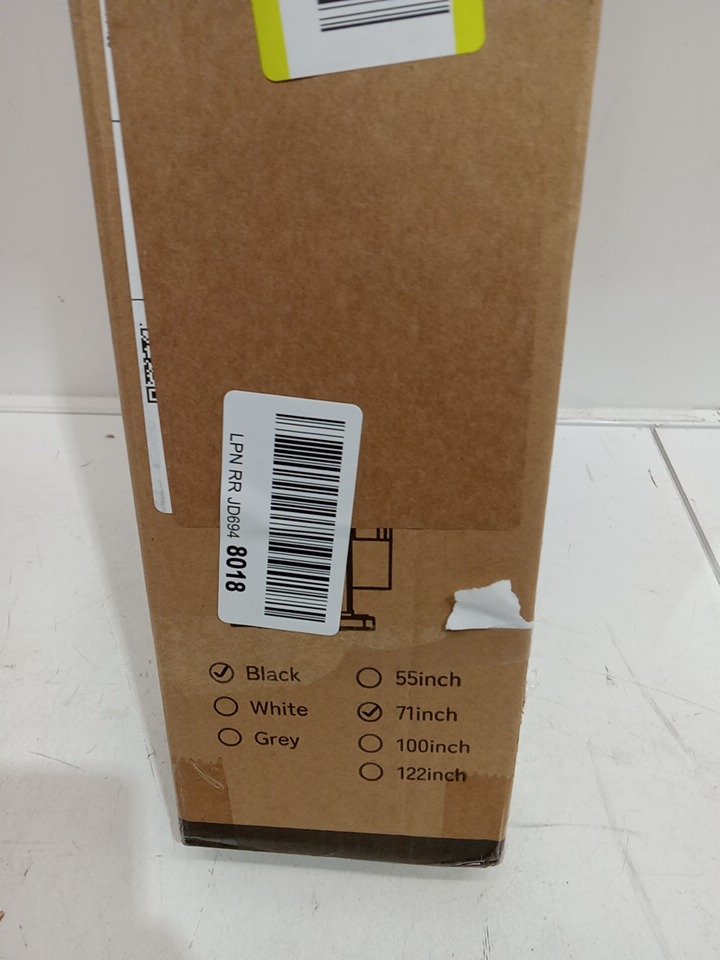 LPN RR JD694 8018
Black
White
Grey
55inch
71inch
100inch
122inch